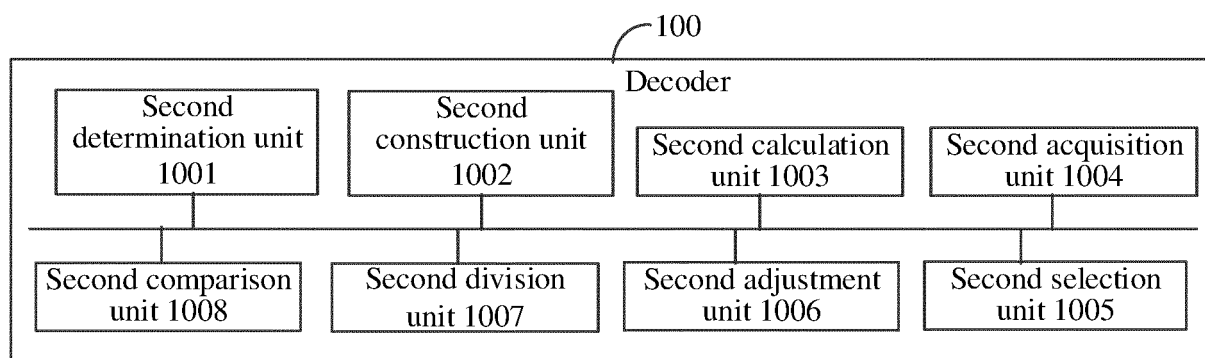 100
Decoder
Second
determination unit
1001
Second
construction unit
1002
Second calculation
unit 1003
Second acquisition
unit 1004
Second comparison
unit 1008
Second division
unit 1007
Second adjustment
unit 1006
Second selection
unit 1005